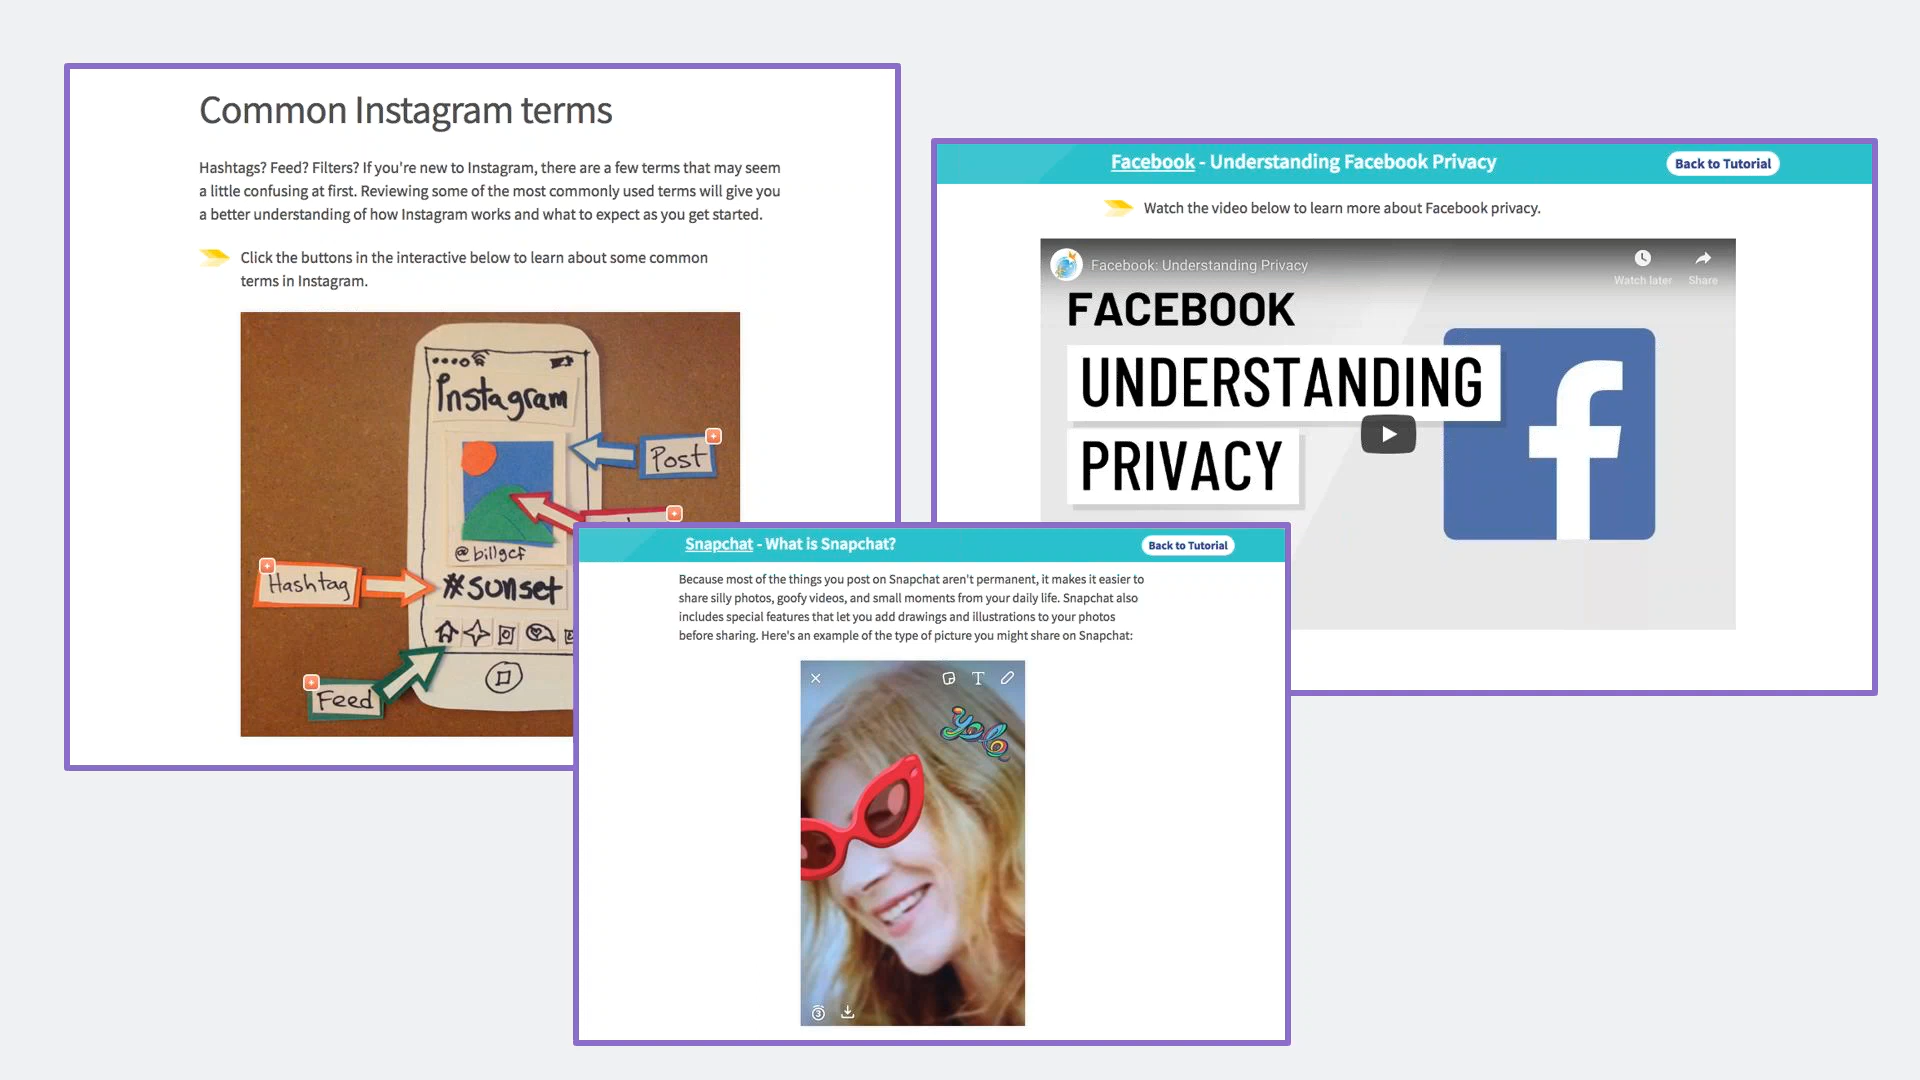 Common Instagram terms
Hashtags? Feed? Filters? If you're new to Instagram, there are a few terms that may seem
a little confusing at first. Reviewing some of the most commonly used terms will give you
a better understanding of how Instagram works and what to expect as you get started.
Click the buttons in the interactive below to learn about some common
terms in Instagram.
Instagram
Post
@billgcf
Hashtag
#sunset
Feed
Facebook - Understanding Facebook Privacy
Back to Tutorial
Watch the video below to learn more about Facebook privacy.
Facebook: Understanding Privacy
Watch later
Share
FACEBOOK
UNDERSTANDING
PRIVACY
f
Snapchat - What is Snapchat?
Back to Tutorial
Because most of the things you post on Snapchat aren't permanent, it makes it easier to
share silly photos, goofy videos, and small moments from your daily life. Snapchat also
includes special features that let you add drawings and illustrations to your photos
before sharing. Here's an example of the type of picture you might share on Snapchat:
T
yolo
3